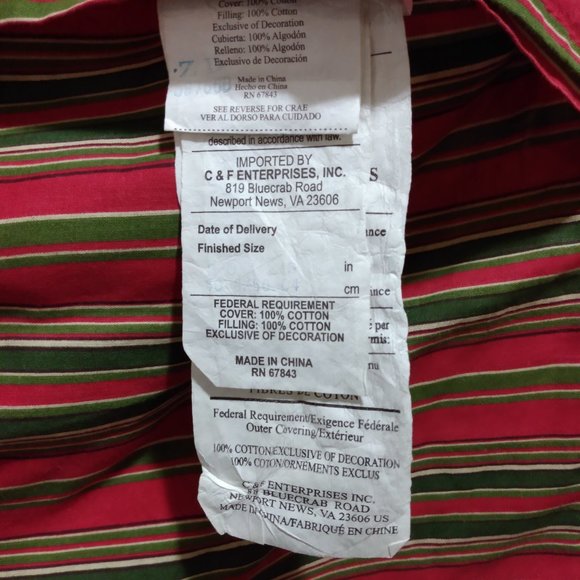 Cover: 100% Cotton
Filling: 100% Cotton
Exclusive of Decoration
Cubierta: 100% Algodón
Relleno: 100% Algodón
Exclusivo de Decoración
Made in China
Hecho en China
RN 67843
SEE REVERSE FOR CRAE
VER AL DORSO PARA CUIDADO
described in accordance with law.
IMPORTED BY
C & F ENTERPRISES, INC.
819 Bluecrab Road
Newport News, VA 23606
Date of Delivery
Finished Size
in
cm
FEDERAL REQUIREMENT
COVER: 100% COTTON
FILLING: 100% COTTON
EXCLUSIVE OF DECORATION
MADE IN CHINA
RN 67843
FIBRES DE COTON
Federal Requirement/Exigence Fédérale
Outer Covering/Extérieur
100% COTTON/EXCLUSIVE OF DECORATION
100% COTON/ORNEMENTS EXCLUS
C & F ENTERPRISES INC.
BLUECRAB ROAD
NEWPORT NEWS, VA 23606 US
MADE IN CHINA/FABRIQUÉ EN CHINE